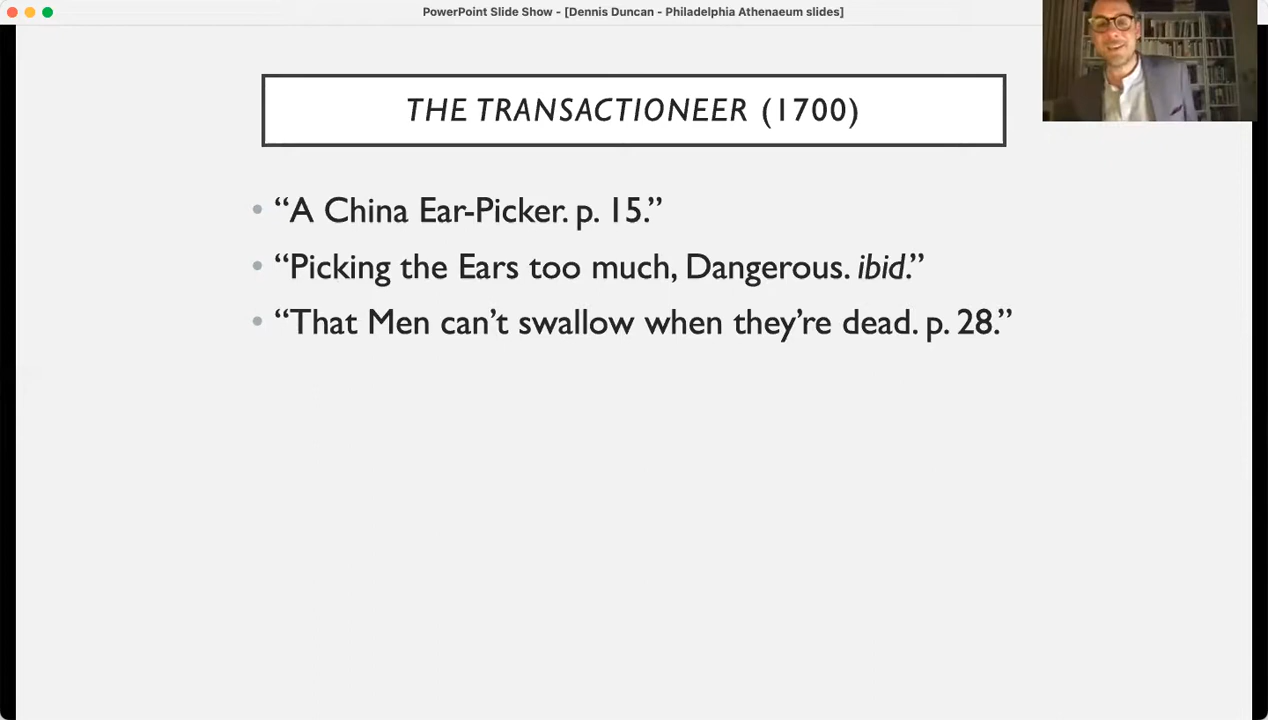 PowerPoint Slide Show - [Dennis Duncan - Philadelphia Athenaeum slides]
THE TRANSACTIONEER (1700)
• “A China Ear-Picker. p. 15.”
• “Picking the Ears too much, Dangerous. ibid.”
• “That Men can’t swallow when they’re dead. p. 28.”